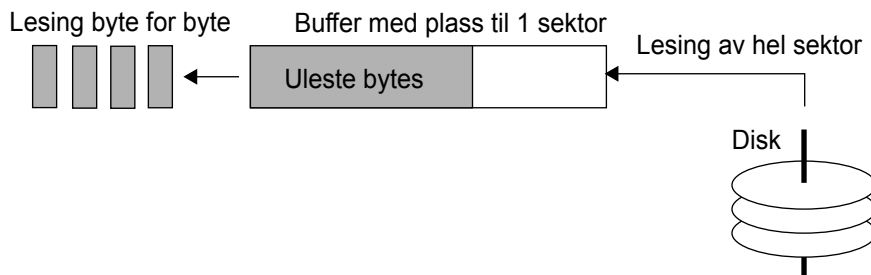 Lesing byte for byte
Buffer med plass til 1 sektor
Lesing av hel sektor
Uleste bytes
Disk